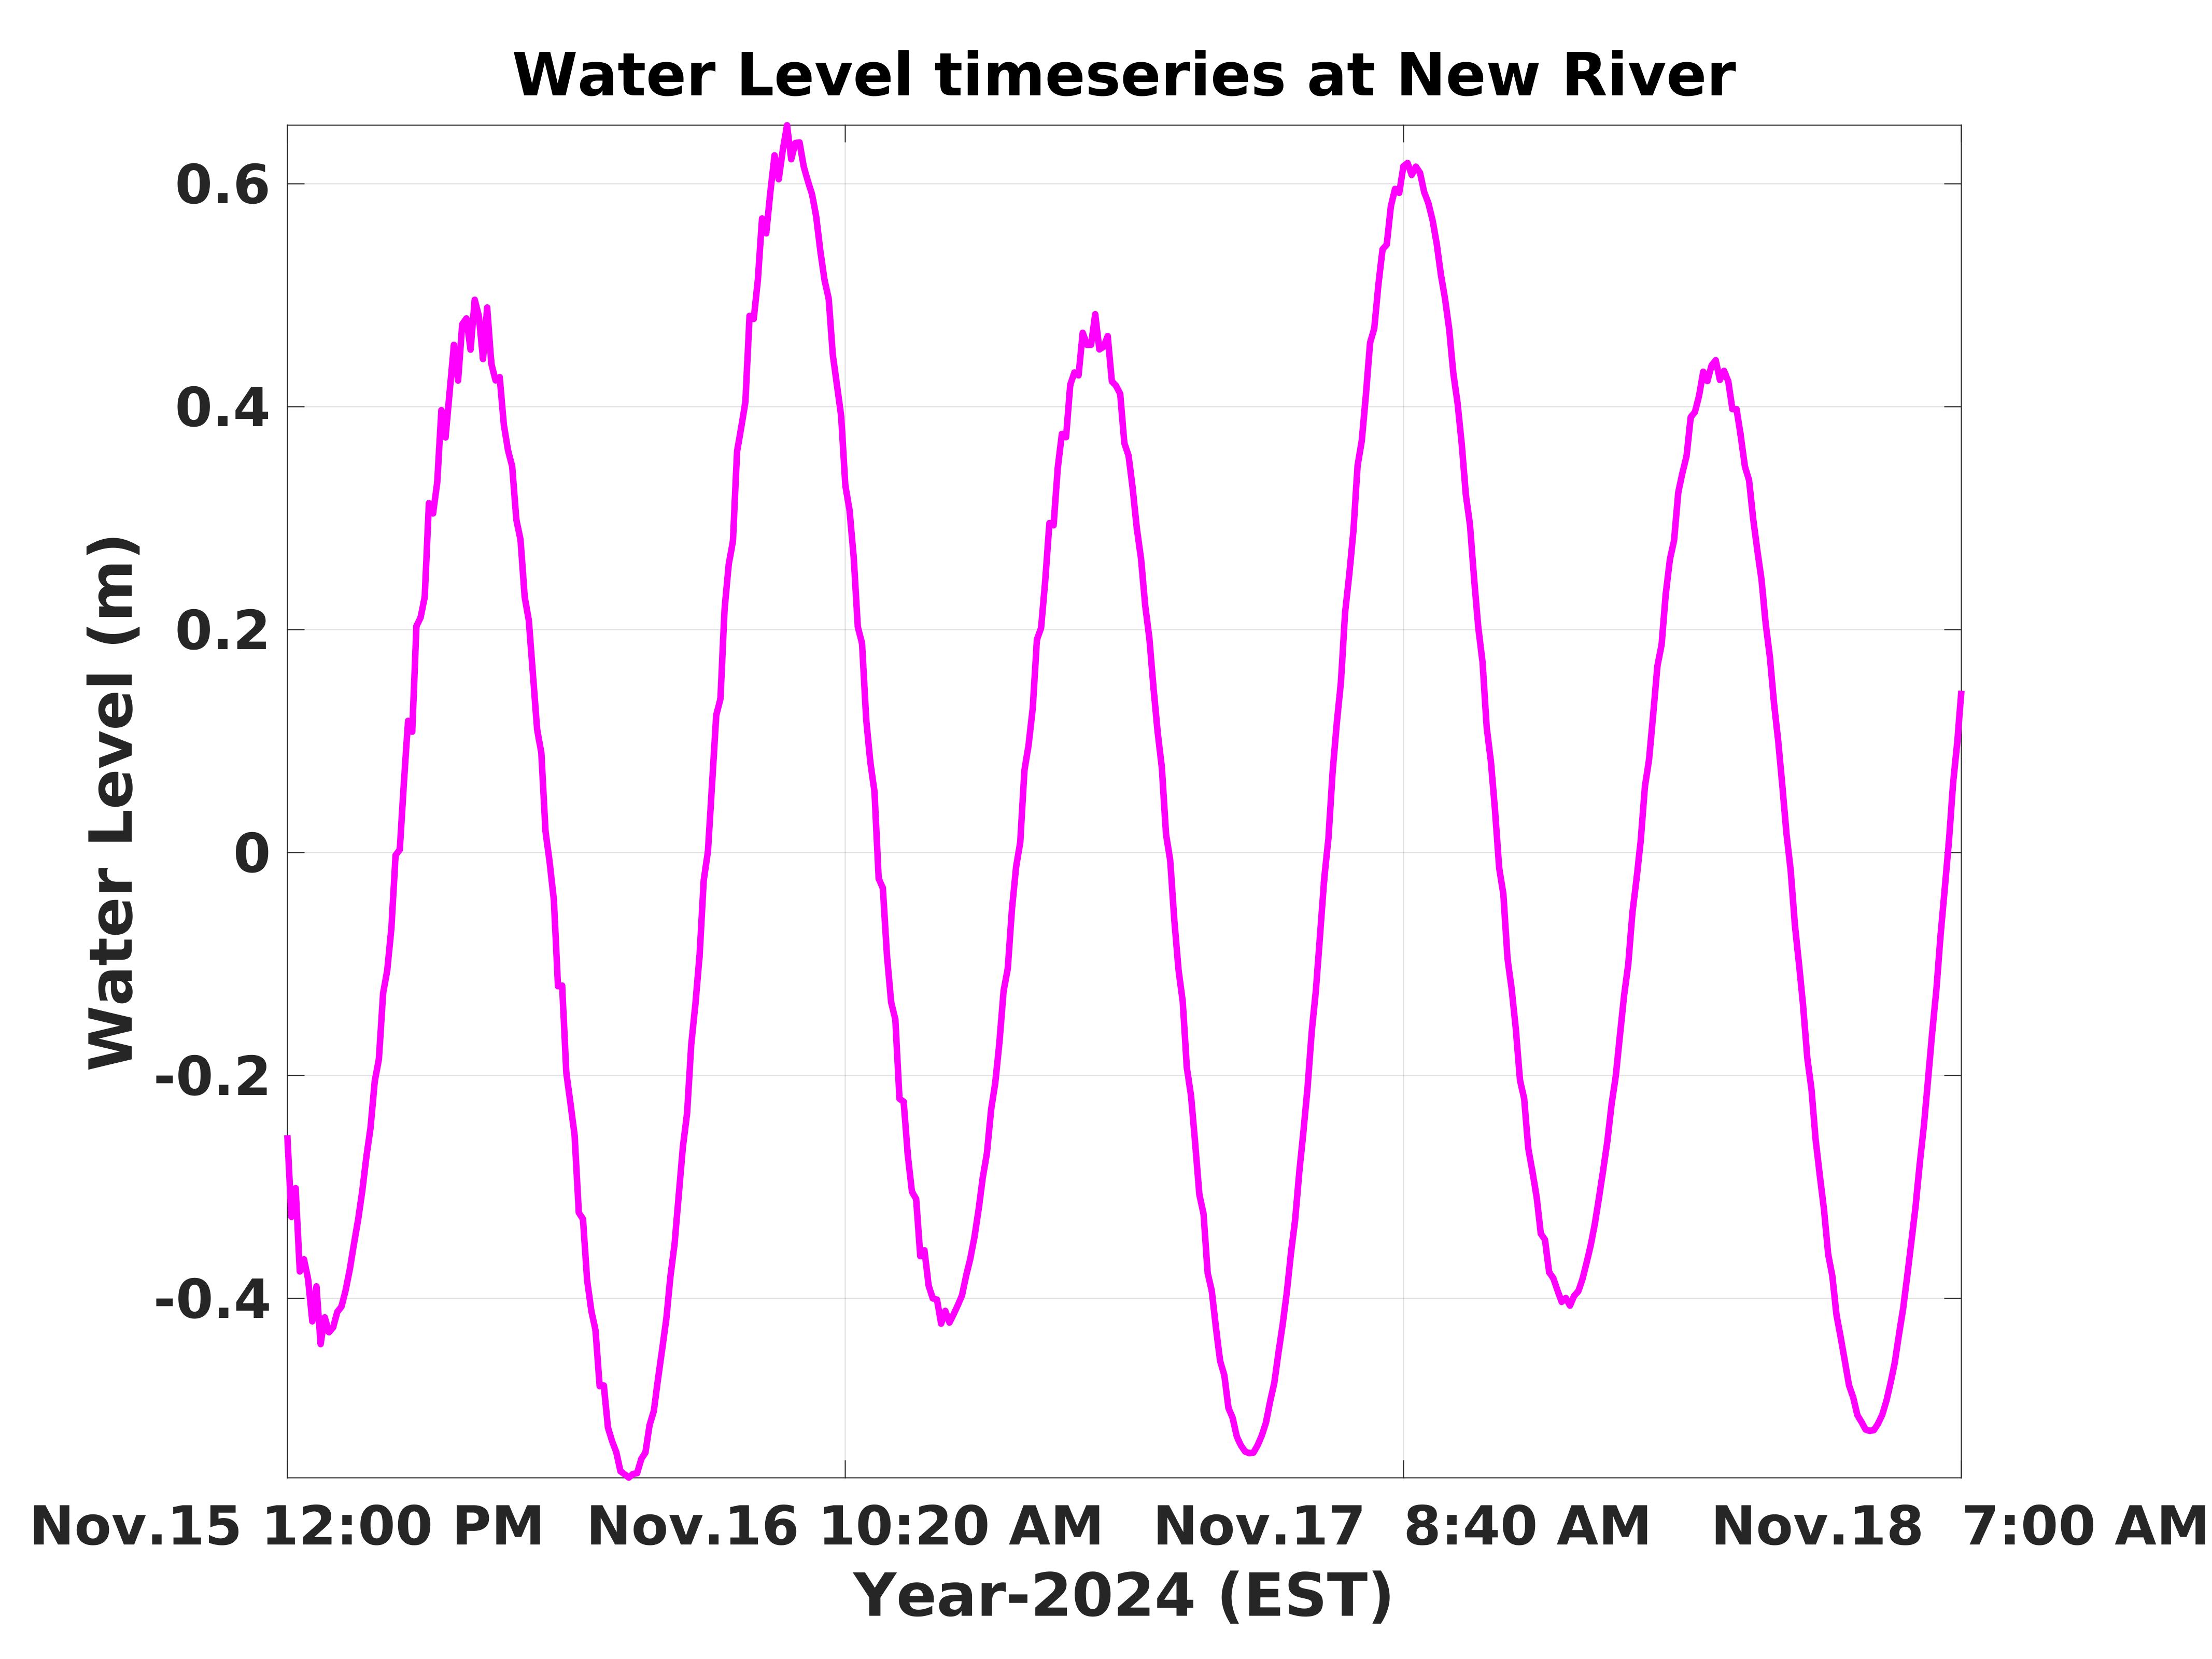 Water Level timeseries at New River
0.6
0.4
0.2
0
-0.2
-0.4
Water Level (m)
Nov.15 12:00 PM Nov.16 10:20 AM Nov.17 8:40 AM Nov.18 7:00 AM
Year-2024 (EST)